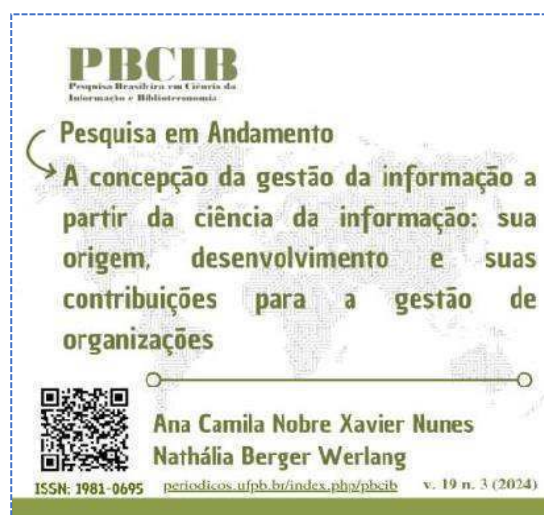 PBCIB
Pesquisa Brasileira em Ciência da
Informação e Biblioteconomia
Pesquisa em Andamento
A concepção da gestão da informação a
partir da ciência da informação: sua
origem, desenvolvimento e suas
contribuições para a gestão de
organizações
Ana Camila Nobre Xavier Nunes
Nathália Berger Werlang
ISSN: 1981-0695 periodicos.ufpb.br/index.php/pbcib v. 19 n. 3 (2024)